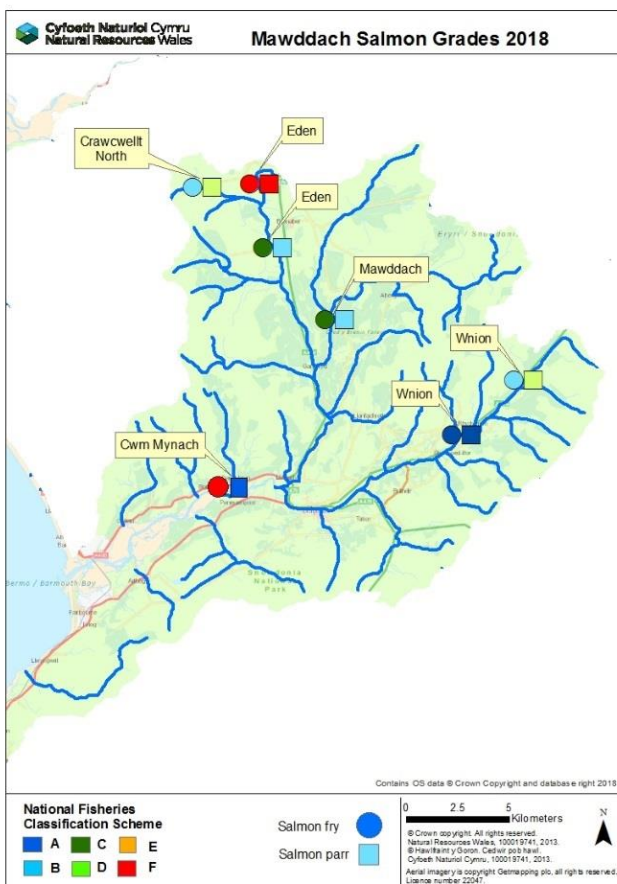 Cyfoeth Naturiol Cymru
Natural Resources Wales
Mawddach Salmon Grades 2018
Eden
Crawcwellt
North
Eden
Mawddach
Wnion
Wnion
Cwm Mynach
Contains OS data © Crown Copyright and database right 2018
National Fisheries
Classification Scheme
A C E
B D F
Salmon fry
Salmon parr
0 2.5 5
Kilometers
N
© Crown copyright. All rights reserved.
Natural Resources Wales, 100019741, 2013.
© Hawlfraint y Goron. Cedwir pob hawl.
Cyfoeth Naturiol Cymru, 100019741, 2013.
Aerial imagery is copyright Getmapping plc, all rights reserved.
Licence number 22047.